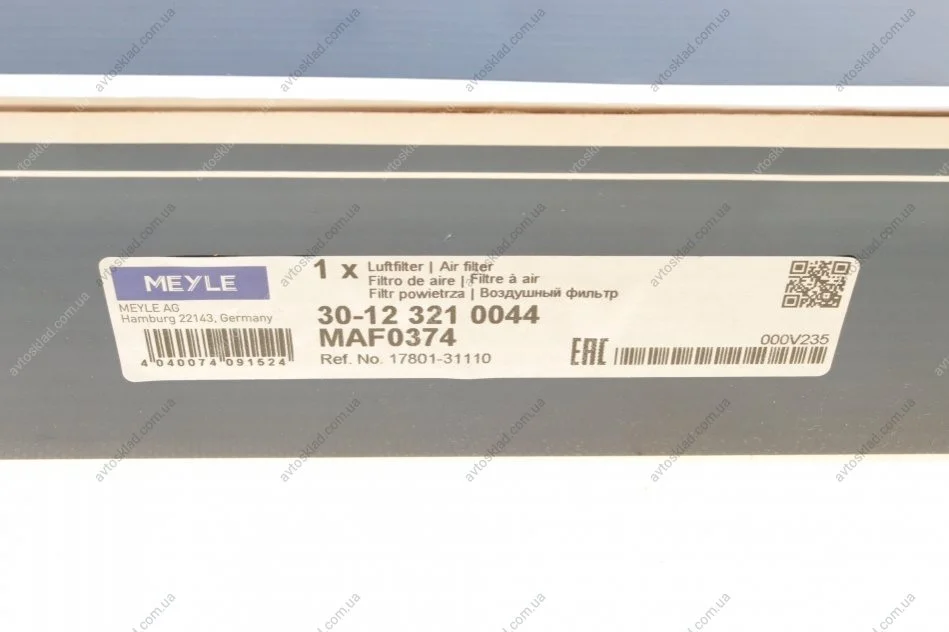 MEYLE
MEYLE AG
Hamburg 22143, Germany
4 040074 091524
1 x Luftfilter | Air filter
Filtro de aire | Filtre à air
Filtr powietrza | Воздушный фильтр
30-12 321 0044
MAF0374
Ref. No. 17801-31110
EAC
000V235
avtosklad.com.ua